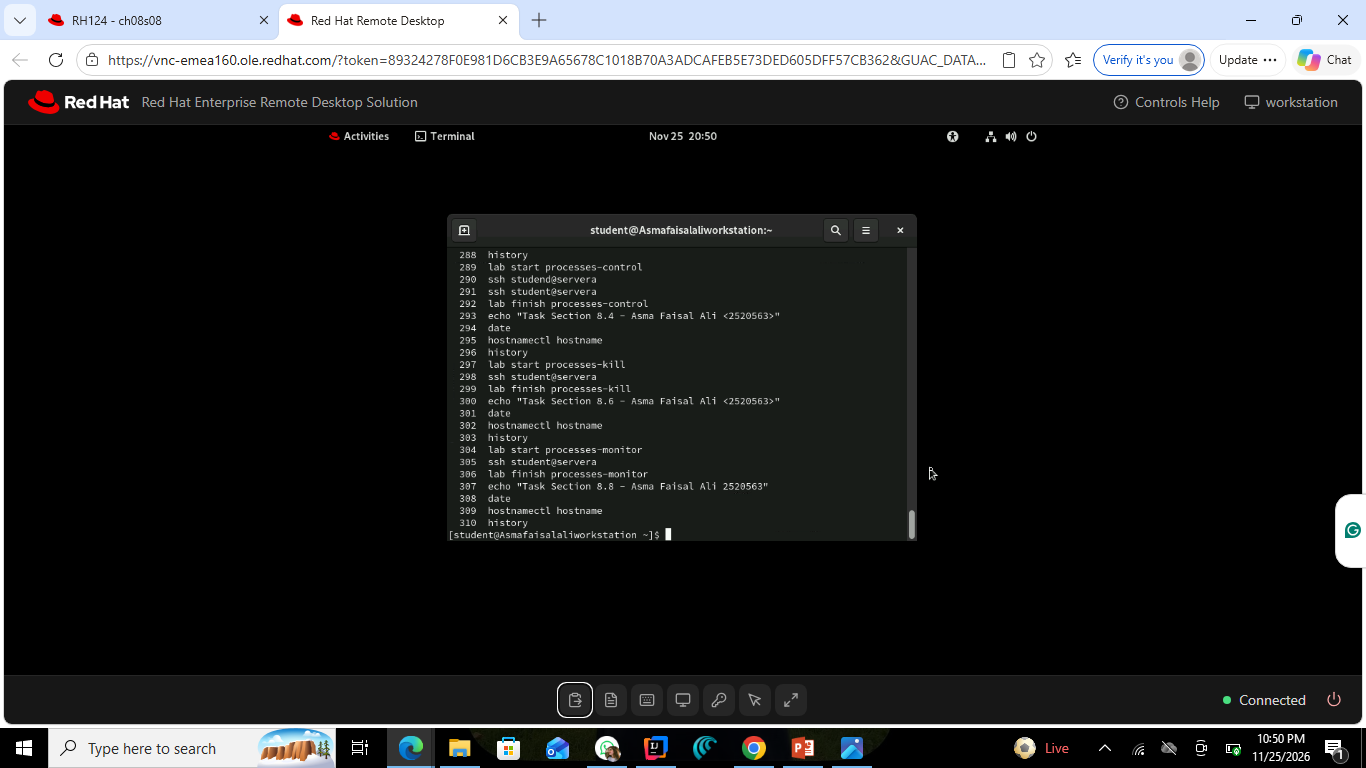 RH124 - ch08s08
Red Hat Remote Desktop
https://vnc-emea160.ole.redhat.com/?token=89324278F0E981D6CB3E9A65678C1018B70A3ADCAFEB5E73DED605DFF57CB362&GUAC_DATA...
Verify it's you
Update
Chat
Red Hat
Red Hat Enterprise Remote Desktop Solution
Controls Help
workstation
Activities
Terminal
Nov 25 20:50
student@Asmafaisalaliworkstation:~
288 history
289 lab start processes-control
290 ssh studend@servera
291 ssh student@servera
292 lab finish processes-control
293 echo "Task Section 8.4 - Asma Faisal Ali <2520563>"
294 date
295 hostnamectl hostname
296 history
297 lab start processes-kill
298 ssh student@servera
299 lab finish processes-kill
300 echo "Task Section 8.6 - Asma Faisal Ali <2520563>"
301 date
302 hostnamectl hostname
303 history
304 lab start processes-monitor
305 ssh student@servera
306 lab finish processes-monitor
307 echo "Task Section 8.8 - Asma Faisal Ali 2520563"
308 date
309 hostnamectl hostname
310 history
[student@Asmafaisalaliworkstation ~]$
Connected
Type here to search
Live
10:50 PM
11/25/2026
1